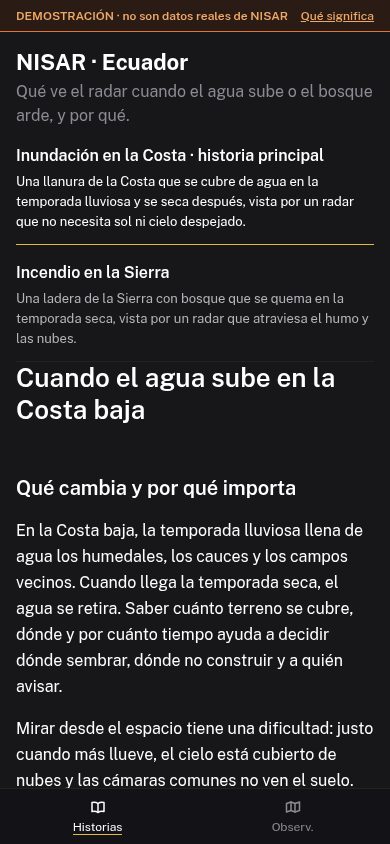 DEMOSTRACIÓN · no son datos reales de NISAR Qué significa
NISAR · Ecuador
Qué ve el radar cuando el agua sube o el bosque
arde, y por qué.
Inundación en la Costa · historia principal
Una llanura de la Costa que se cubre de agua en la
temporada lluviosa y se seca después, vista por un radar
que no necesita sol ni cielo despejado.
Incendio en la Sierra
Una ladera de la Sierra con bosque que se quema en la
temporada seca, vista por un radar que atraviesa el humo y
las nubes.
Cuando el agua sube en la
Costa baja
Qué cambia y por qué importa
En la Costa baja, la temporada lluviosa llena de
agua los humedales, los cauces y los campos
vecinos. Cuando llega la temporada seca, el
agua se retira. Saber cuánto terreno se cubre,
dónde y por cuánto tiempo ayuda a decidir
dónde sembrar, dónde no construir y a quién
avisar.
Mirar desde el espacio tiene una dificultad: justo
cuando más llueve, el cielo está cubierto de
nubes y las cámaras comunes no ven el suelo.
Historias
Observ.